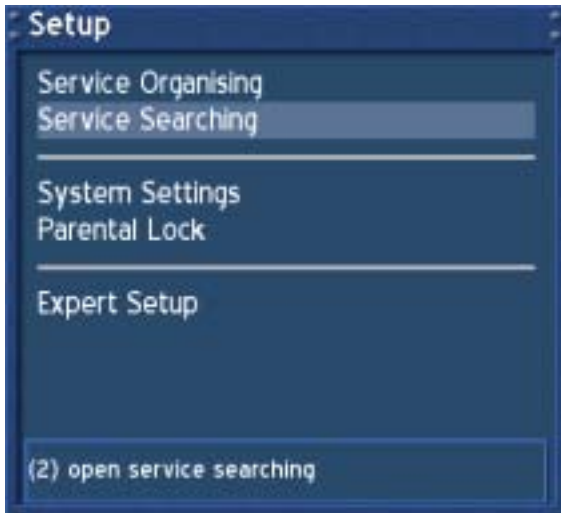 Setup
Service Organising
Service Searching
System Settings
Parental Lock
Expert Setup
(2) open service searching